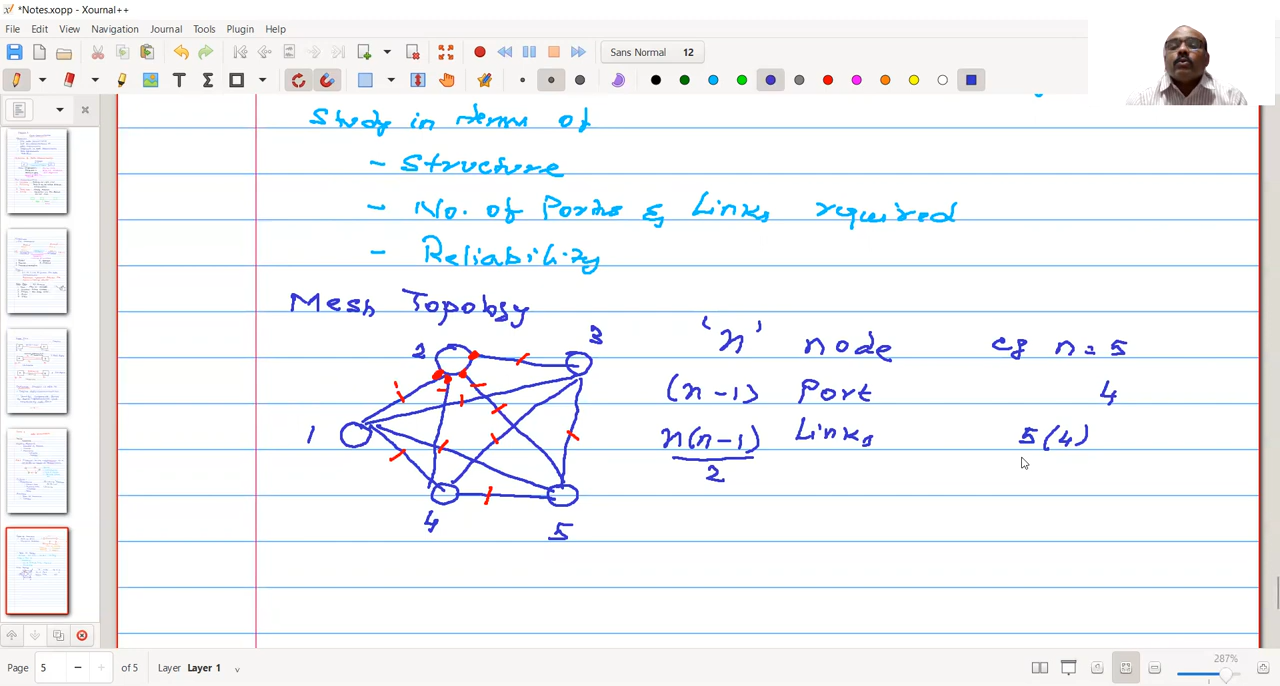 *Notes.xopp - Xournal++
File Edit View Navigation Journal Tools Plugin Help
Sans Normal 12
Study in terms of
- Structure
- No. of Ports & Links required
- Reliability
Mesh Topology
'n' node eg n = 5
(n-1) Port 4
n(n-1) Links 5(4)
2
1
2
3
4
5
Page 5 of 5 Layer Layer 1 287%